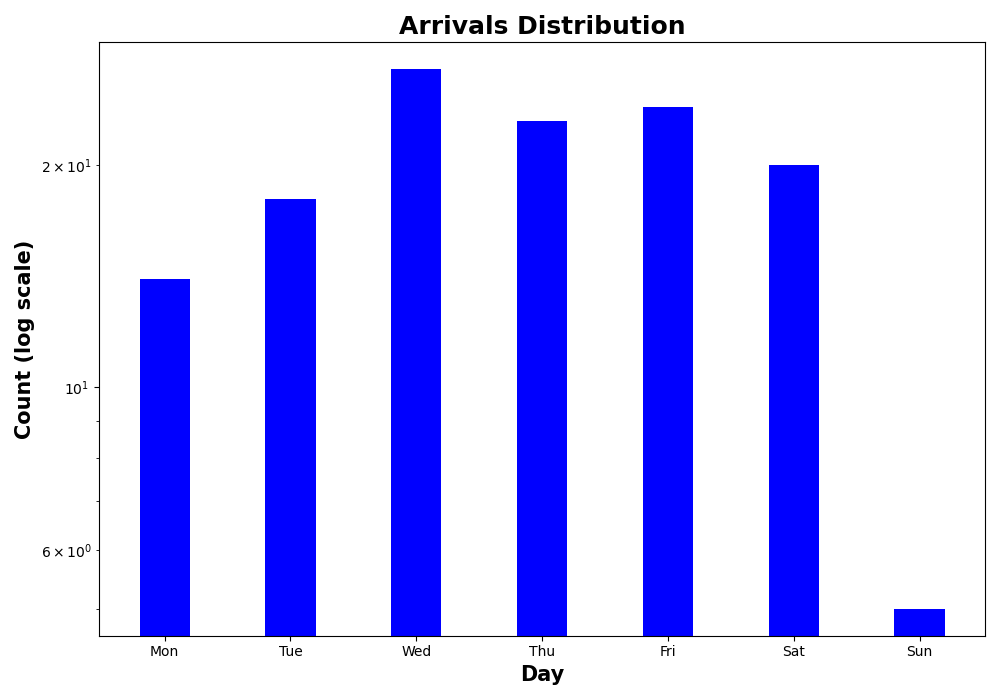 Arrivals Distribution
Count (log scale)
2 × 10¹
10¹
6 × 10⁰
Mon Tue Wed Thu Fri Sat Sun
Day